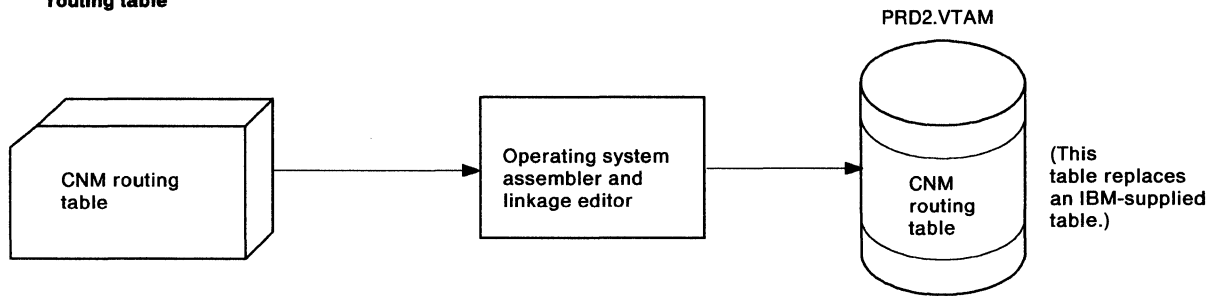 routing table
PRD2.VTAM
CNM routing
table
Operating system
assembler and
linkage editor
CNM
routing
table
(This
table replaces
an IBM-supplied
table.)